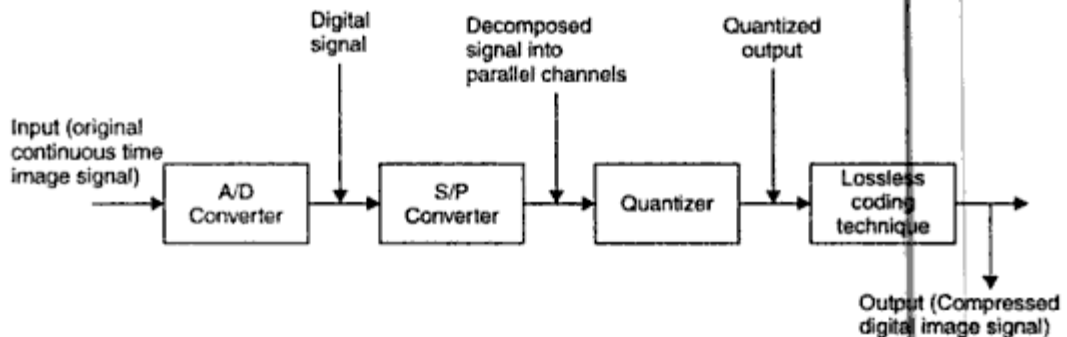 Digital
signal
Decomposed
signal into
parallel channels
Quantized
output
Input (original
continuous time
image signal)
A/D
Converter
S/P
Converter
Quantizer
Lossless
coding
technique
Output (Compressed
digital image signal)